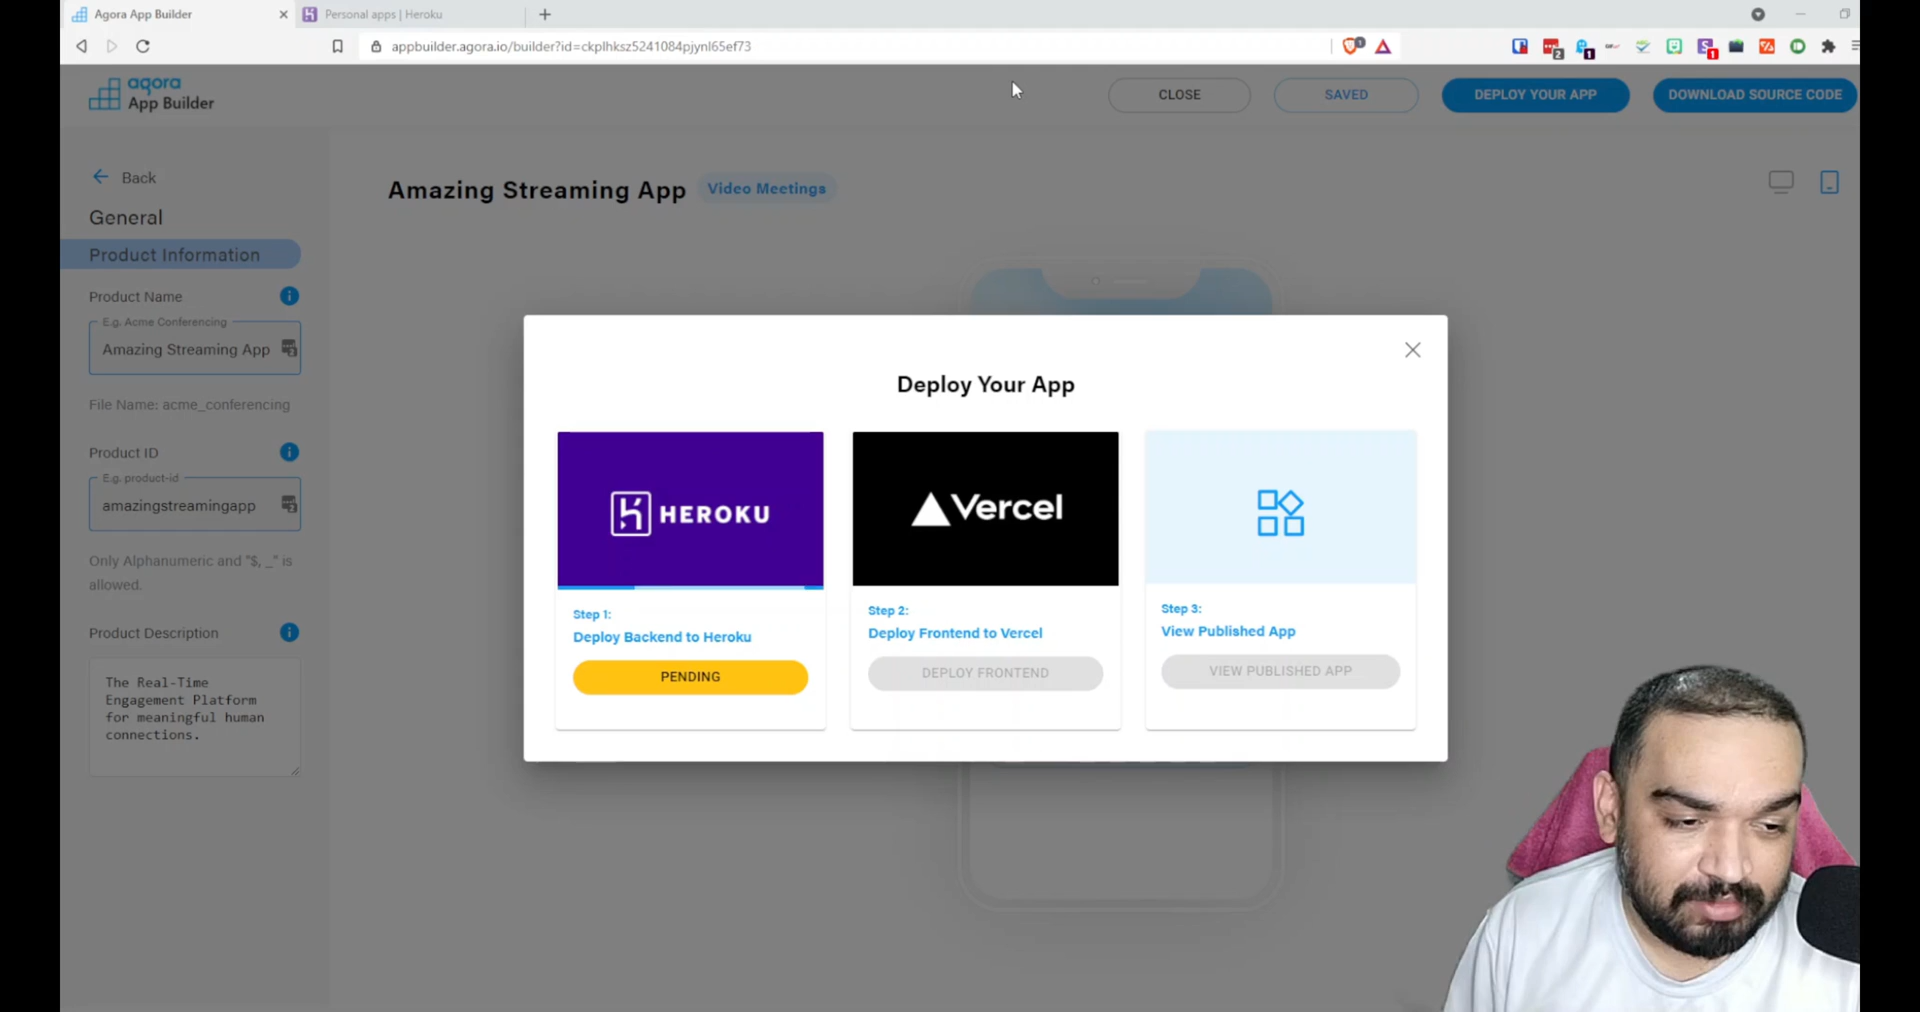 Agora App Builder
Personal apps | Heroku
appbuilder.agora.io/builder?id=ckplhksz5241084pjynl65ef73
agora
App Builder
CLOSE
SAVED
DEPLOY YOUR APP
DOWNLOAD SOURCE CODE
Back
General
Product Information
Product Name
E.g. Acme Conferencing
Amazing Streaming App
File Name: acme_conferencing
Product ID
E.g. product-id
amazingstreamingapp
Only Alphanumeric and "$, _" is
allowed.
Product Description
The Real-Time
Engagement Platform
for meaningful human
connections.
Amazing Streaming App
Video Meetings
Deploy Your App
HEROKU
Step 1:
Deploy Backend to Heroku
PENDING
Vercel
Step 2:
Deploy Frontend to Vercel
DEPLOY FRONTEND
Step 3:
View Published App
VIEW PUBLISHED APP